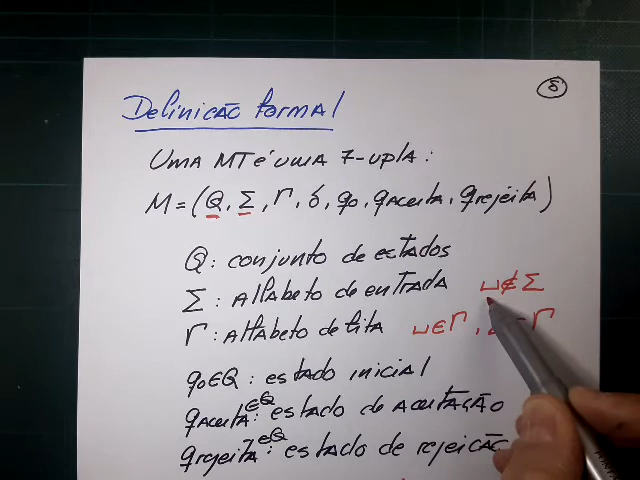 8
Definição formal
Uma MT é uma 7-upla:
M = (Q, Σ, Γ, δ, q0, qaceita, qrejeita)
Q: conjunto de estados
Σ: Alfabeto de entrada ⊔∉Σ
Γ: Alfabeto de fita ⊔∈Γ, Γ
q0∈Q: estado inicial
qaceita∈Q: estado de aceitação
qrejeita∈Q: estado de rejeição